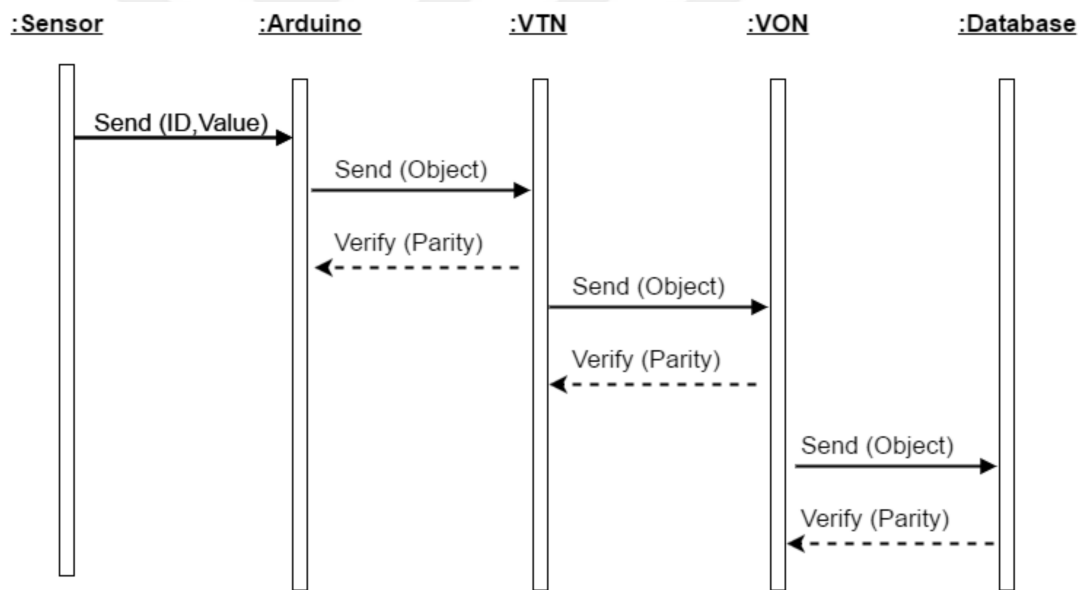 :Sensor :Arduino :VTN :VON :Database
Send (ID,Value)
Send (Object)
Verify (Parity)
Send (Object)
Verify (Parity)
Send (Object)
Verify (Parity)